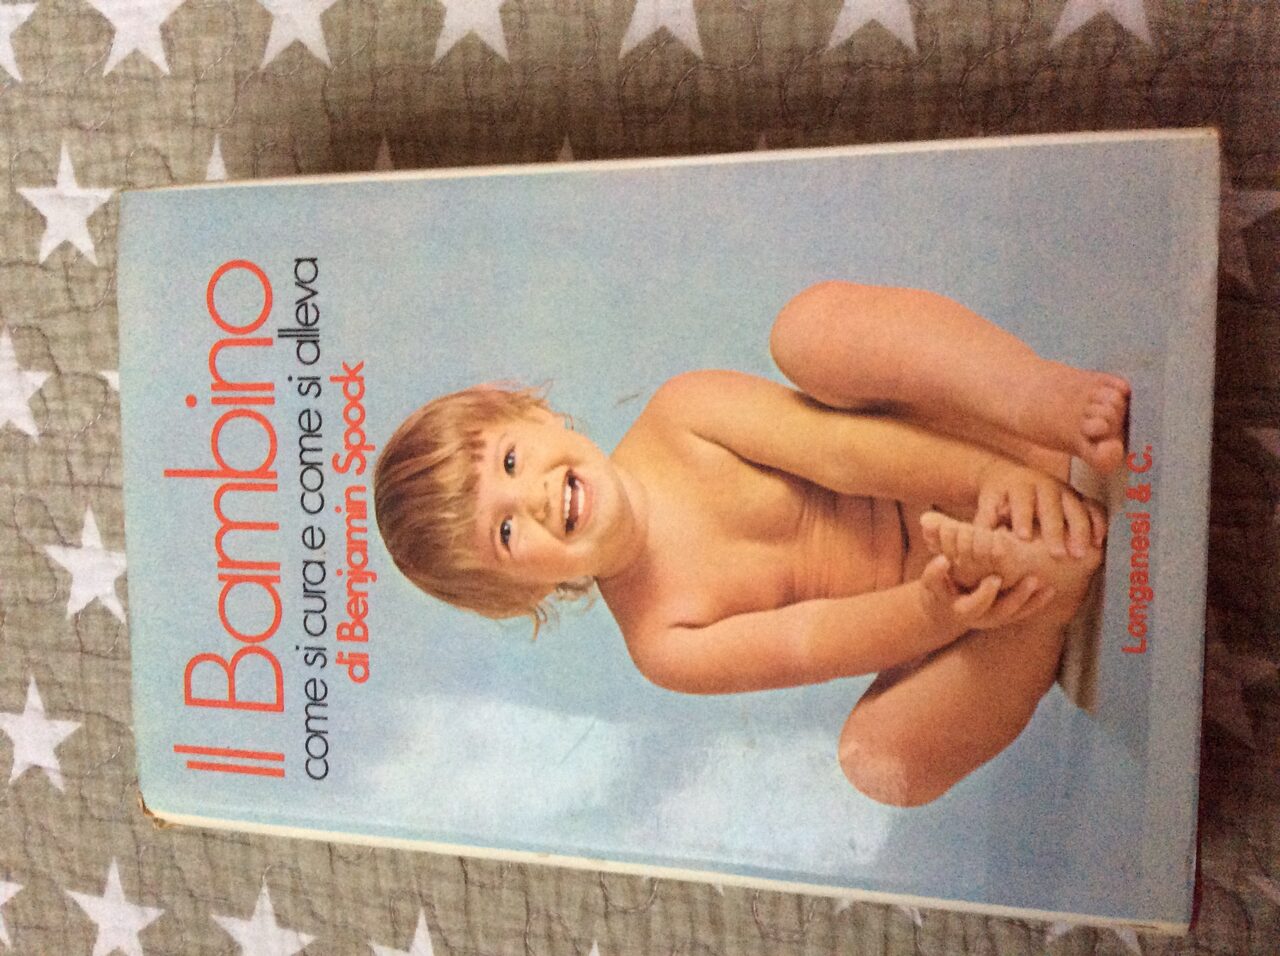 Il Bambino
come si cura e come si alleva
di Benjamin Spock
Longanesi & C.